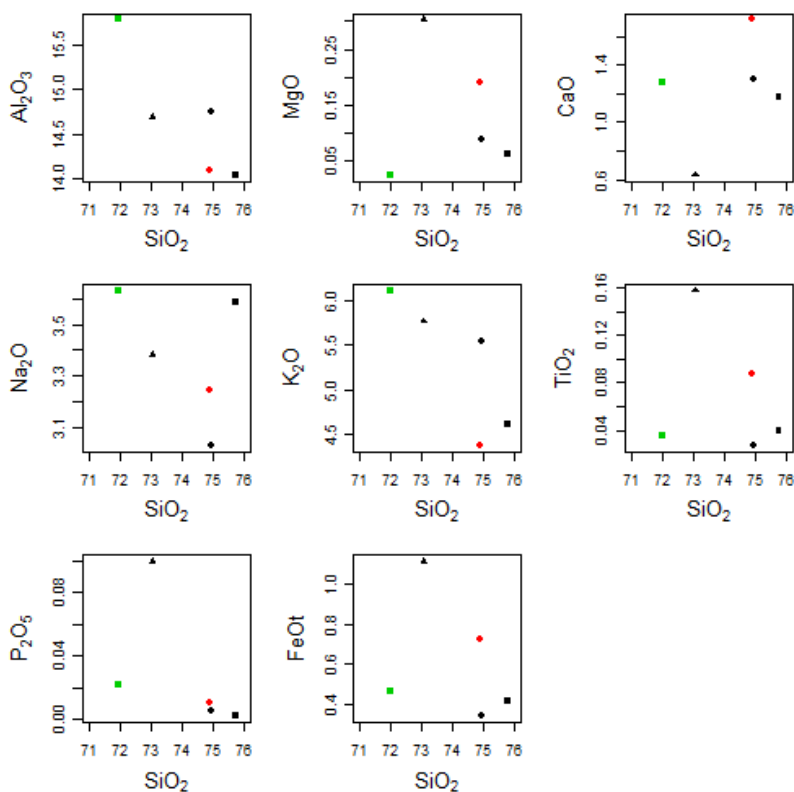 Al₂O₃
14.0 14.5 15.0 15.5
71 72 73 74 75 76
SiO₂
MgO
0.05 0.15 0.25
71 72 73 74 75 76
SiO₂
CaO
0.6 1.0 1.4
71 72 73 74 75 76
SiO₂
Na₂O
3.1 3.3 3.5
71 72 73 74 75 76
SiO₂
K₂O
4.5 5.0 5.5 6.0
71 72 73 74 75 76
SiO₂
TiO₂
0.04 0.08 0.12 0.16
71 72 73 74 75 76
SiO₂
P₂O₅
0.00 0.04 0.08
71 72 73 74 75 76
SiO₂
FeOt
0.4 0.6 0.8 1.0
71 72 73 74 75 76
SiO₂